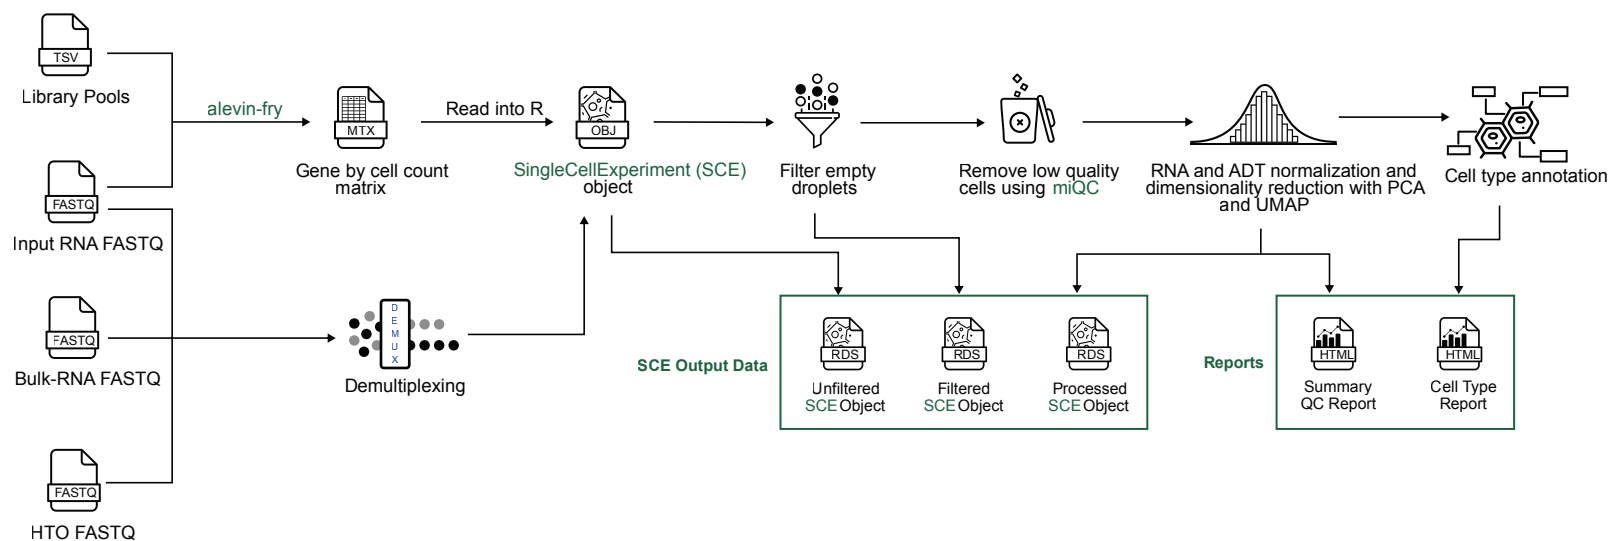 TSV
Library Pools
FASTQ
Input RNA FASTQ
FASTQ
Bulk-RNA FASTQ
FASTQ
HTO FASTQ
alevin-fry
MTX
Gene by cell count
matrix
Read into R
OBJ
SingleCellExperiment (SCE)
object
DEMUX
Demultiplexing
Filter empty
droplets
Remove low quality
cells using miQC
RNA and ADT normalization and
dimensionality reduction with PCA
and UMAP
Cell type annotation
SCE Output Data
RDS
Unfiltered
SCE Object
RDS
Filtered
SCE Object
RDS
Processed
SCE Object
Reports
HTML
Summary
QC Report
HTML
Cell Type
Report